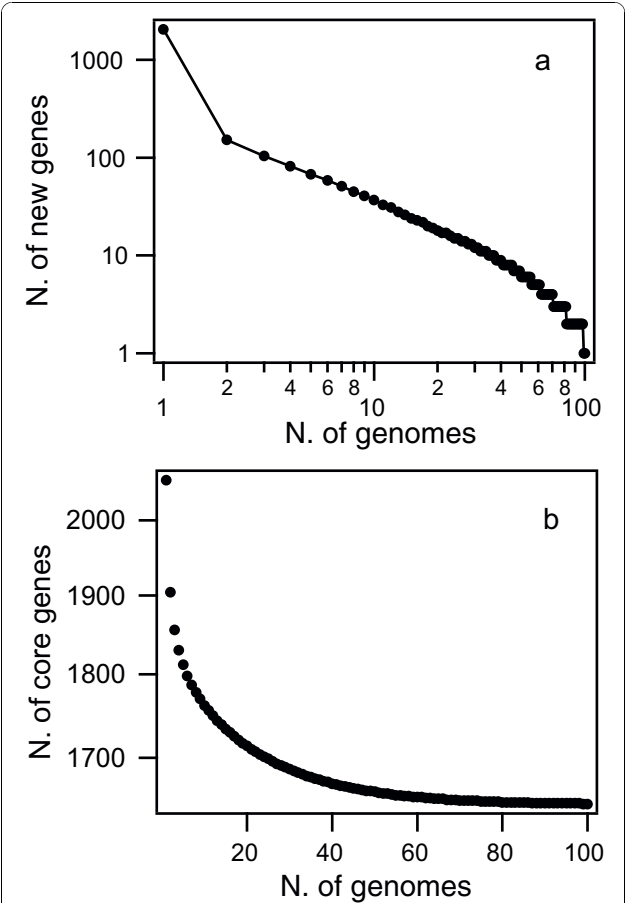 a
1000
100
10
1
N. of new genes
1 2 4 6 8 10 2 4 6 8 100
N. of genomes
b
2000
1900
1800
1700
N. of core genes
20 40 60 80 100
N. of genomes